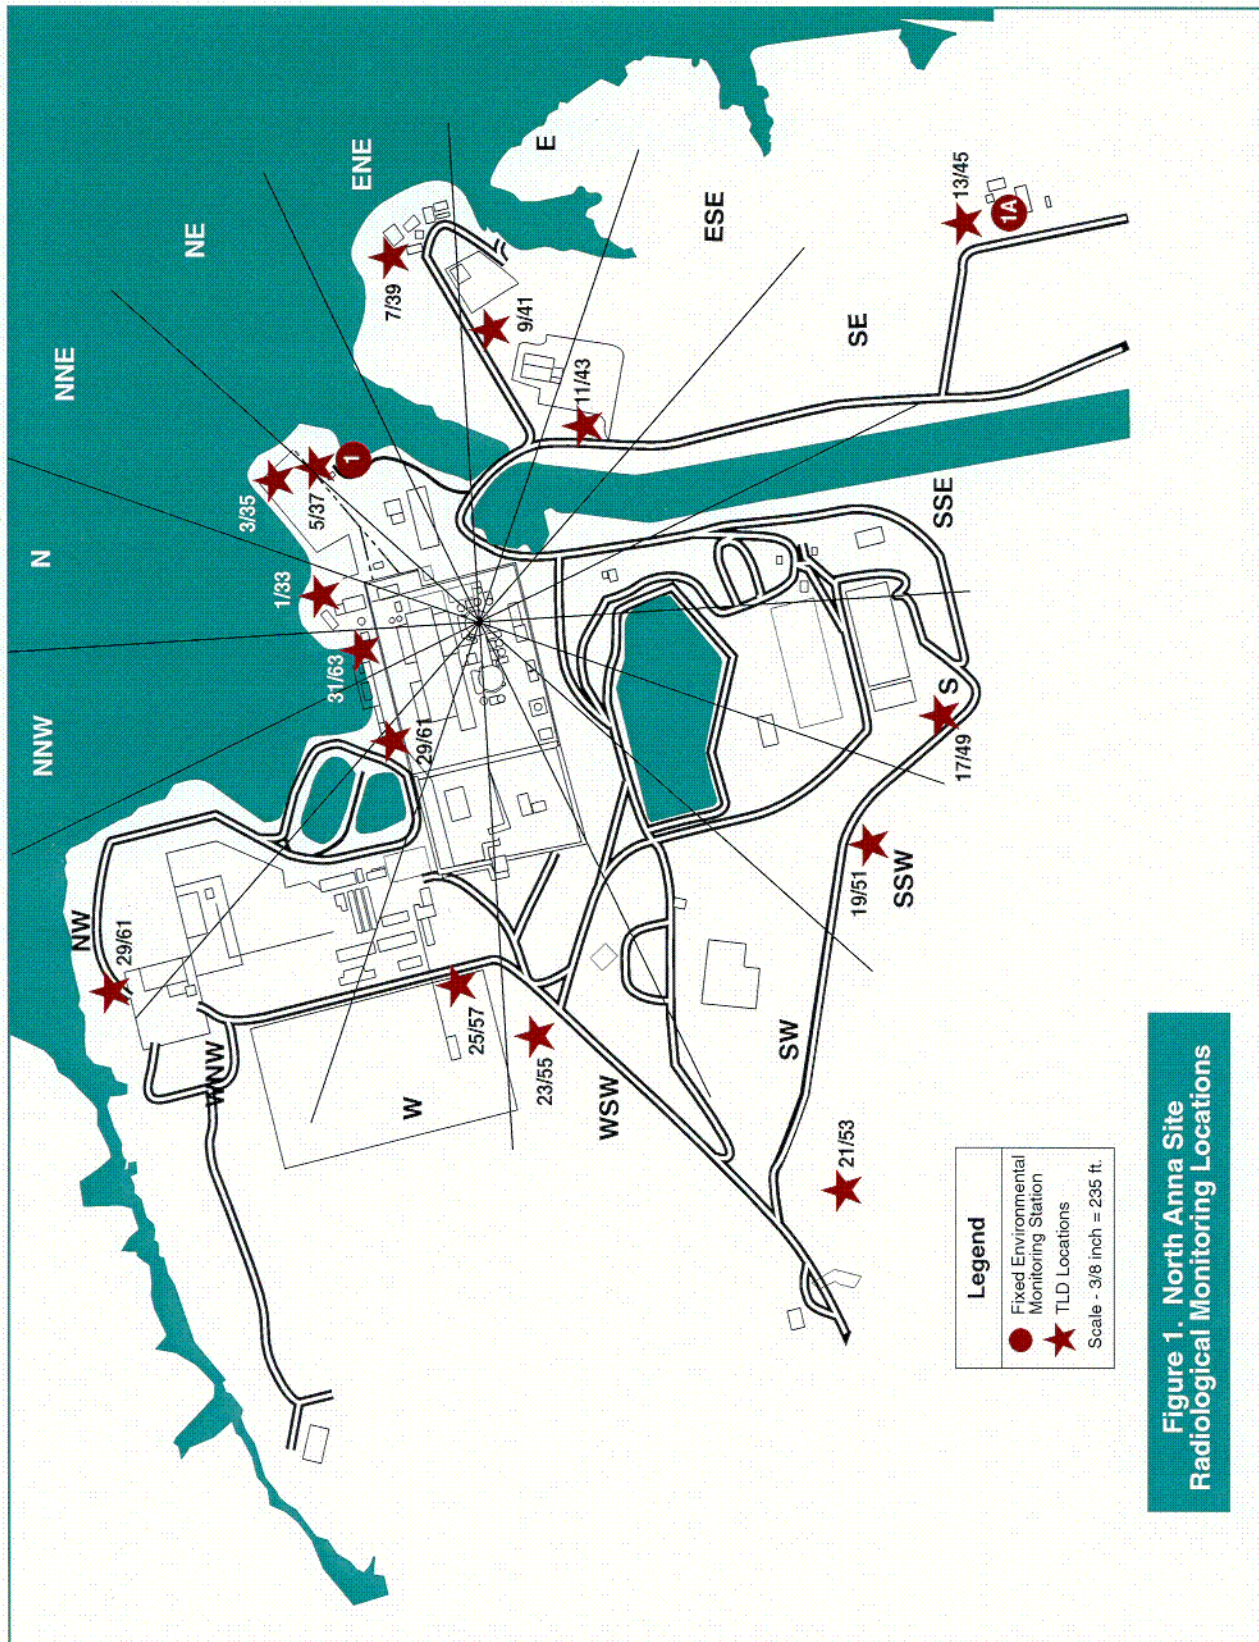 NNW
N
NNE
NE
ENE
E
ESE
SE
SSE
S
SSW
SW
WSW
W
WNW
NW
29/61
29/61
31/63
1/33
3/35
5/37
1
7/39
9/41
11/43
13/45
1A
17/49
19/51
21/53
23/55
25/57
Legend
Fixed Environmental
Monitoring Station
TLD Locations
Scale - 3/8 inch = 235 ft.
Figure 1. North Anna Site
Radiological Monitoring Locations